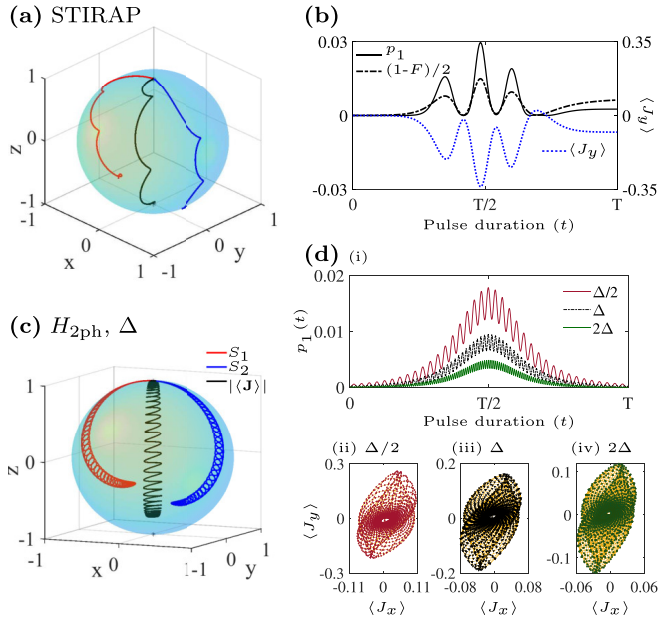 (a) STIRAP
1
0
-1
z
-1
0
1
x
-1
0
1
y
(b)
0.03
0
-0.03
p1
(1-F)/2
⟨Jy⟩
0.35
0
-0.35
⟨Jy⟩
0
T/2
T
Pulse duration (t)
(c) H2ph, Δ
S1
S2
|⟨J⟩|
1
0
-1
z
-1
0
1
x
-1
0
1
y
(d) (i)
0.02
0.01
0
p1(t)
Δ/2
Δ
2Δ
0
T/2
T
Pulse duration (t)
(ii) Δ/2
0.3
0
-0.3
⟨Jy⟩
-0.11
0
0.11
⟨Jx⟩
(iii) Δ
0.2
0
-0.2
-0.08
0
0.08
⟨Jx⟩
(iv) 2Δ
0.1
0
-0.1
-0.06
0
0.06
⟨Jx⟩